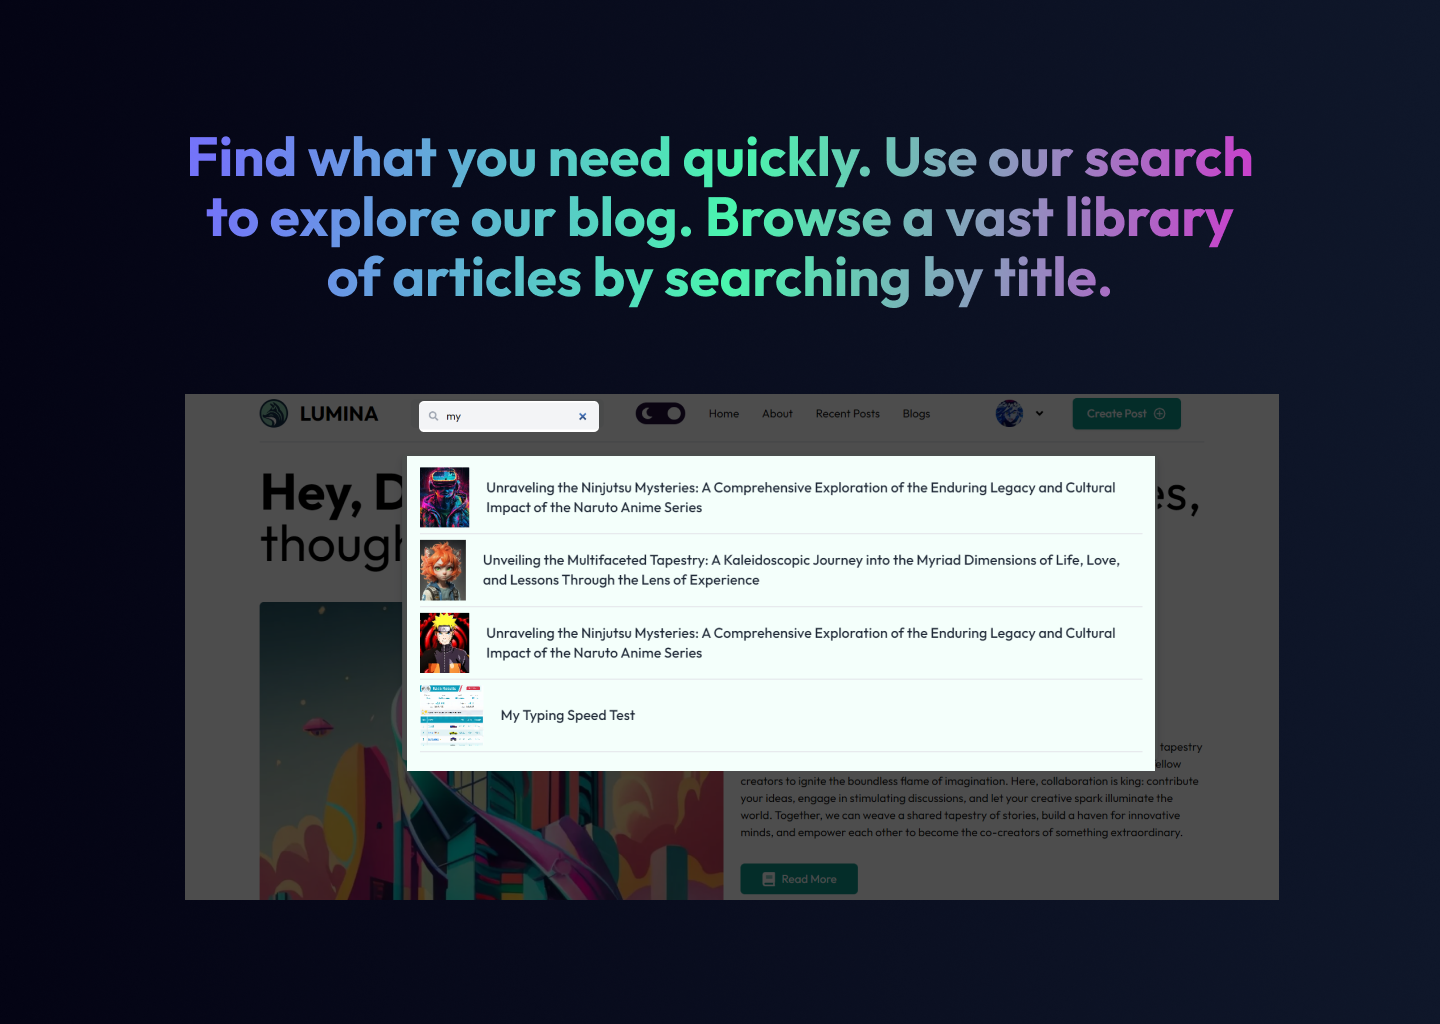 Find what you need quickly. Use our search
to explore our blog. Browse a vast library
of articles by searching by title.
LUMINA
my
Home
About
Recent Posts
Blogs
Create Post
Hey, D
es,
though
Unraveling the Ninjutsu Mysteries: A Comprehensive Exploration of the Enduring Legacy and Cultural
Impact of the Naruto Anime Series
Unveiling the Multifaceted Tapestry: A Kaleidoscopic Journey into the Myriad Dimensions of Life, Love,
and Lessons Through the Lens of Experience
Unraveling the Ninjutsu Mysteries: A Comprehensive Exploration of the Enduring Legacy and Cultural
Impact of the Naruto Anime Series
My Typing Speed Test
tapestry
ellow
creators to ignite the boundless flame of imagination. Here, collaboration is king: contribute
your ideas, engage in stimulating discussions, and let your creative spark illuminate the
world. Together, we can weave a shared tapestry of stories, build a haven for innovative
minds, and empower each other to become the co-creators of something extraordinary.
Read More